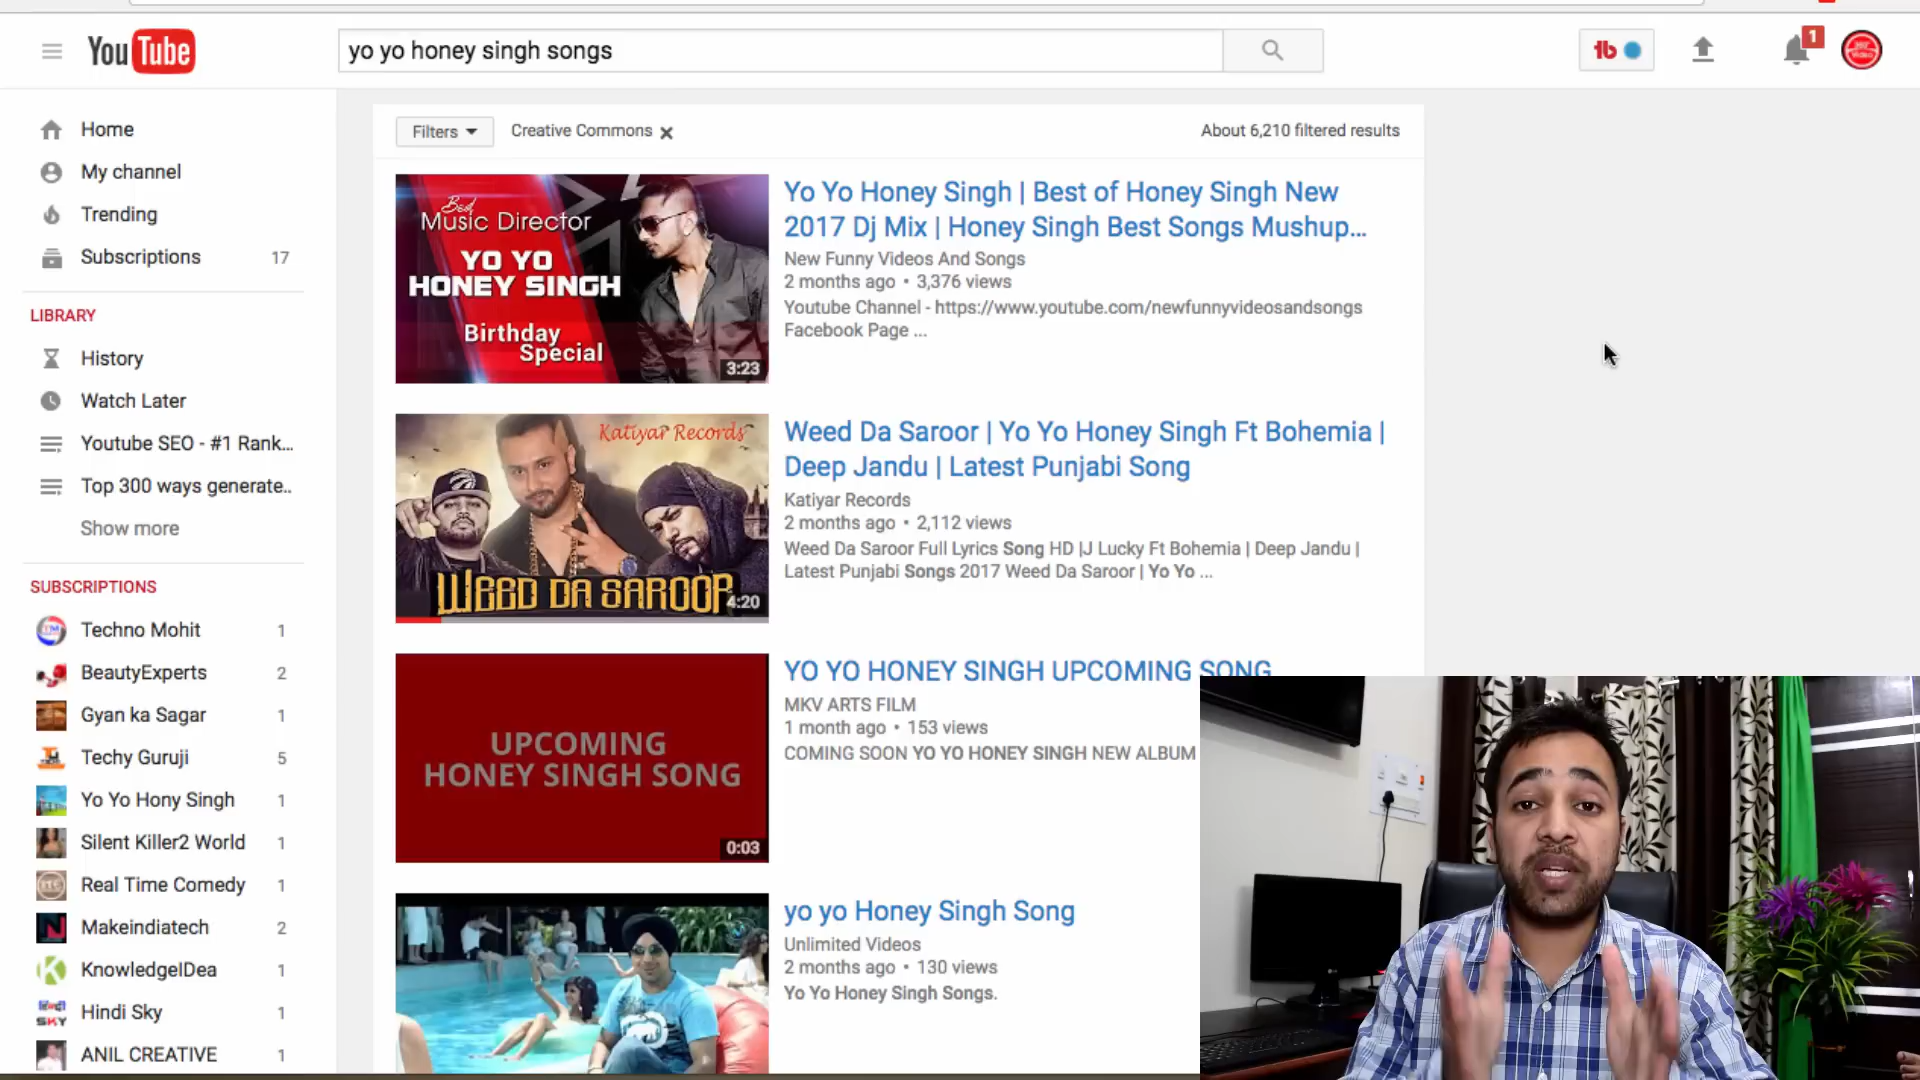 YouTube
yo yo honey singh songs
1
Home
My channel
Trending
Subscriptions 17
LIBRARY
History
Watch Later
Youtube SEO - #1 Rank...
Top 300 ways generate..
Show more
SUBSCRIPTIONS
Techno Mohit 1
BeautyExperts 2
Gyan ka Sagar 1
Techy Guruji 5
Yo Yo Hony Singh 1
Silent Killer2 World 1
Real Time Comedy 1
Makeindiatech 2
KnowledgeIDea 1
Hindi Sky 1
ANIL CREATIVE 1
Filters
Creative Commons
About 6,210 filtered results
Best
Music Director
YO YO
HONEY SINGH
Birthday
Special
3:23
Yo Yo Honey Singh | Best of Honey Singh New
2017 Dj Mix | Honey Singh Best Songs Mushup...
New Funny Videos And Songs
2 months ago • 3,376 views
Youtube Channel - https://www.youtube.com/newfunnyvideosandsongs
Facebook Page ...
Katiyar Records
WEED DA SAROOR
4:20
Weed Da Saroor | Yo Yo Honey Singh Ft Bohemia |
Deep Jandu | Latest Punjabi Song
Katiyar Records
2 months ago • 2,112 views
Weed Da Saroor Full Lyrics Song HD |J Lucky Ft Bohemia | Deep Jandu |
Latest Punjabi Songs 2017 Weed Da Saroor | Yo Yo ...
UPCOMING
HONEY SINGH SONG
0:03
YO YO HONEY SINGH UPCOMING SONG
MKV ARTS FILM
1 month ago • 153 views
COMING SOON YO YO HONEY SINGH NEW ALBUM
yo yo Honey Singh Song
Unlimited Videos
2 months ago • 130 views
Yo Yo Honey Singh Songs.